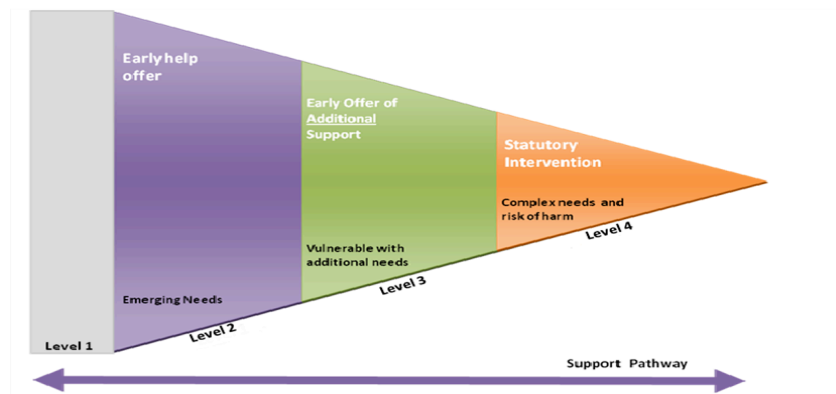 Early help
offer
Early Offer of
Additional
Support
Statutory
Intervention
Complex needs and
risk of harm
Level 4
Vulnerable with
additional needs
Level 3
Emerging Needs
Level 2
Level 1
Support Pathway